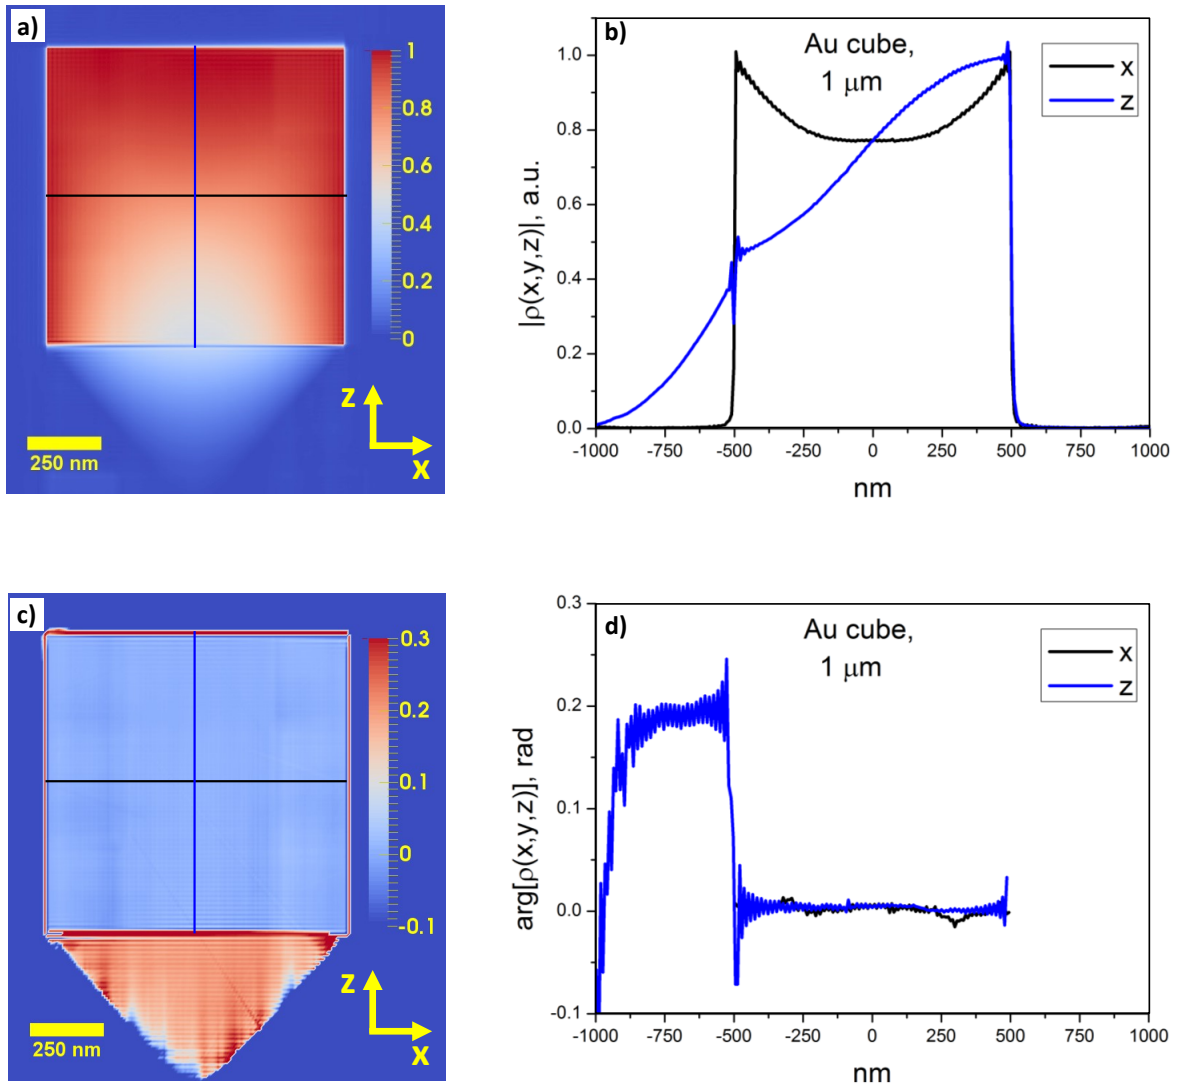 a)
1
0.8
0.6
0.4
0.2
0
z
x
250 nm
b)
Au cube,
1 μm
x
z
1.0
0.8
0.6
0.4
0.2
0.0
|ρ(x,y,z)|, a.u.
-1000 -750 -500 -250 0 250 500 750 1000
nm
c)
0.3
0.2
0.1
0
-0.1
z
x
250 nm
d)
Au cube,
1 μm
x
z
0.3
0.2
0.1
0.0
-0.1
arg[ρ(x,y,z)], rad
-1000 -750 -500 -250 0 250 500 750 1000
nm